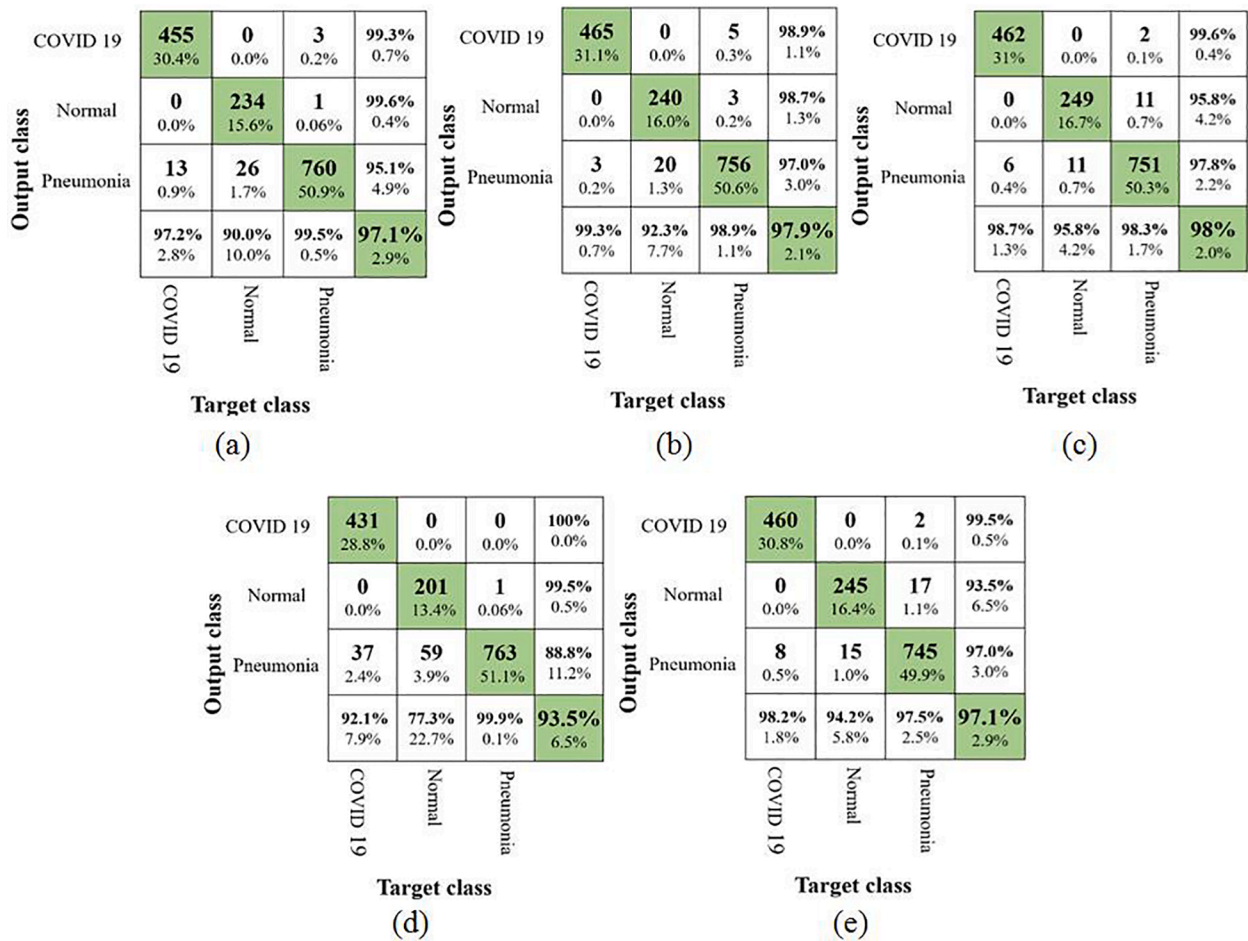 COVID 19 455 0 3 99.3%
30.4% 0.0% 0.2% 0.7%
Normal 0 234 1 99.6%
0.0% 15.6% 0.06% 0.4%
Pneumonia 13 26 760 95.1%
0.9% 1.7% 50.9% 4.9%
97.2% 90.0% 99.5% 97.1%
2.8% 10.0% 0.5% 2.9%
Output class
COVID 19 Normal Pneumonia
Target class
(a)
COVID 19 465 0 5 98.9%
31.1% 0.0% 0.3% 1.1%
Normal 0 240 3 98.7%
0.0% 16.0% 0.2% 1.3%
Pneumonia 3 20 756 97.0%
0.2% 1.3% 50.6% 3.0%
99.3% 92.3% 98.9% 97.9%
0.7% 7.7% 1.1% 2.1%
Output class
COVID 19 Normal Pneumonia
Target class
(b)
COVID 19 462 0 2 99.6%
31% 0.0% 0.1% 0.4%
Normal 0 249 11 95.8%
0.0% 16.7% 0.7% 4.2%
Pneumonia 6 11 751 97.8%
0.4% 0.7% 50.3% 2.2%
98.7% 95.8% 98.3% 98%
1.3% 4.2% 1.7% 2.0%
Output class
COVID 19 Normal Pneumonia
Target class
(c)
COVID 19 431 0 0 100%
28.8% 0.0% 0.0% 0.0%
Normal 0 201 1 99.5%
0.0% 13.4% 0.06% 0.5%
Pneumonia 37 59 763 88.8%
2.4% 3.9% 51.1% 11.2%
92.1% 77.3% 99.9% 93.5%
7.9% 22.7% 0.1% 6.5%
Output class
COVID 19 Normal Pneumonia
Target class
(d)
COVID 19 460 0 2 99.5%
30.8% 0.0% 0.1% 0.5%
Normal 0 245 17 93.5%
0.0% 16.4% 1.1% 6.5%
Pneumonia 8 15 745 97.0%
0.5% 1.0% 49.9% 3.0%
98.2% 94.2% 97.5% 97.1%
1.8% 5.8% 2.5% 2.9%
Output class
COVID 19 Normal Pneumonia
Target class
(e)